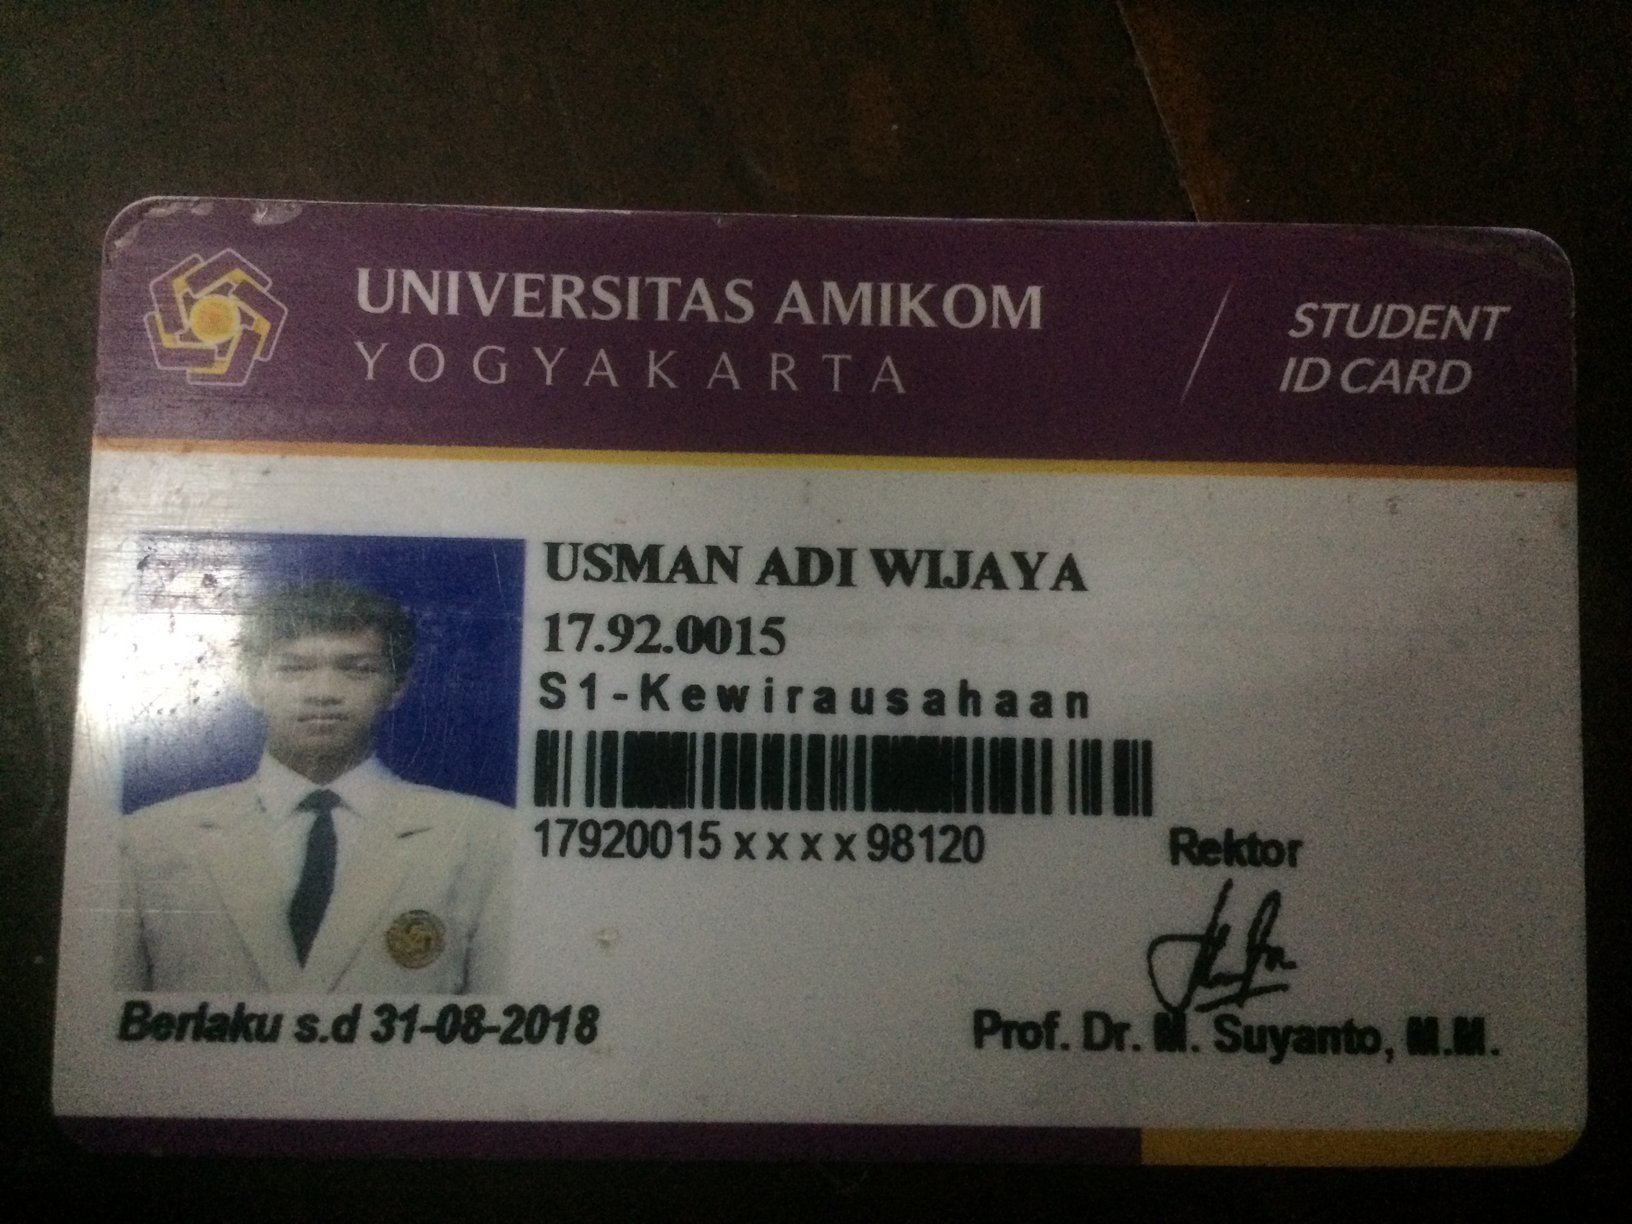 UNIVERSITAS AMIKOM
YOGYAKARTA
STUDENT
ID CARD
USMAN ADI WIJAYA
17.92.0015
S1-Kewirausahaan
17920015 x x x x 98120
Rektor
Berlaku s.d 31-08-2018
Prof. Dr. M. Suyanto, M.M.